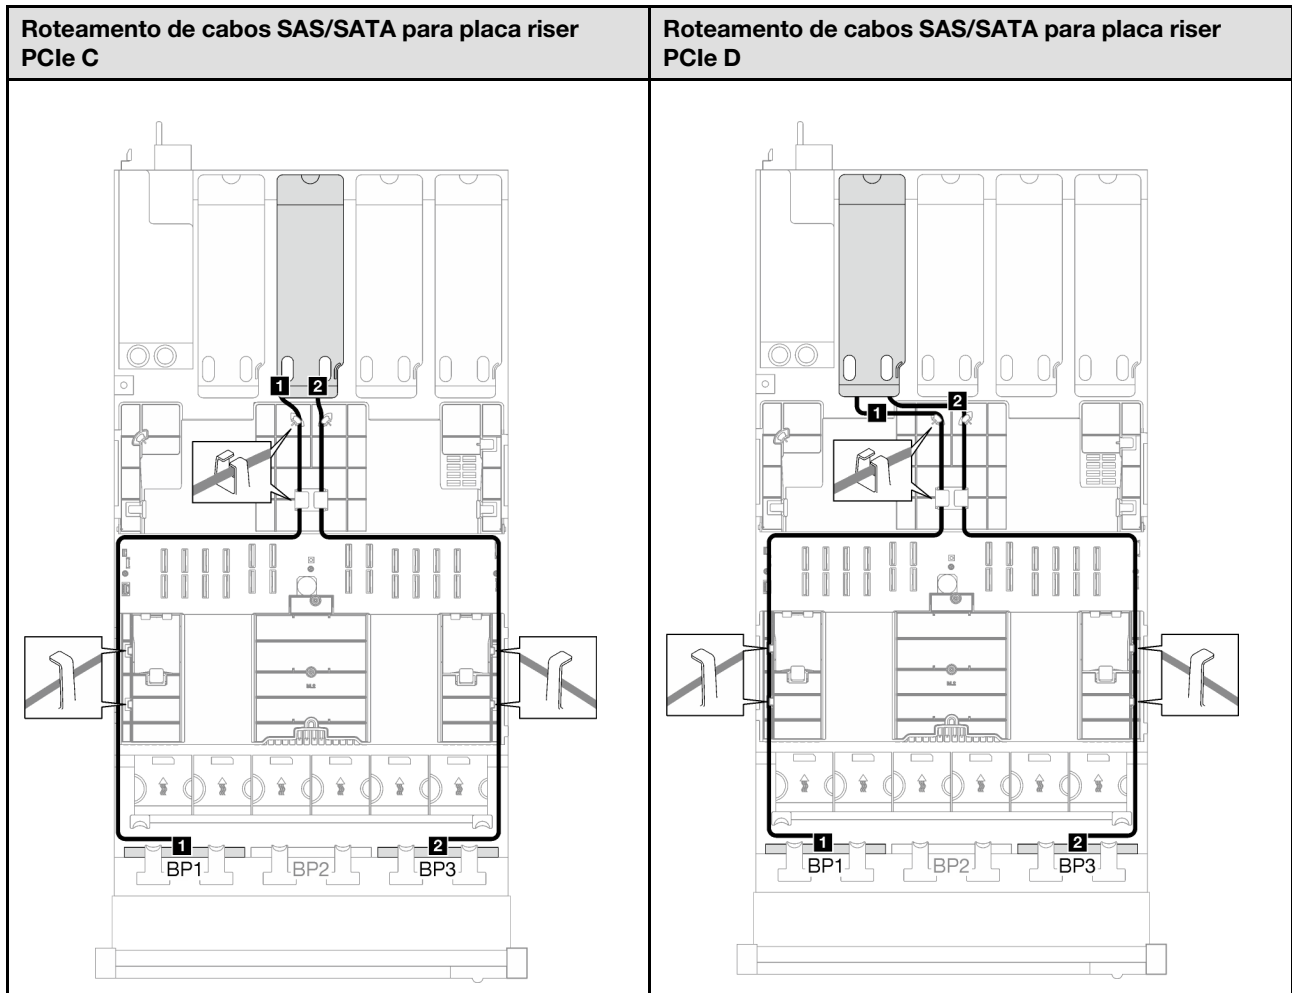 Roteamento de cabos SAS/SATA para placa riser
PCIe C
Roteamento de cabos SAS/SATA para placa riser
PCIe D
1
2
1
2
BP1
BP2
BP3
1
2
1
2
BP1
BP2
BP3